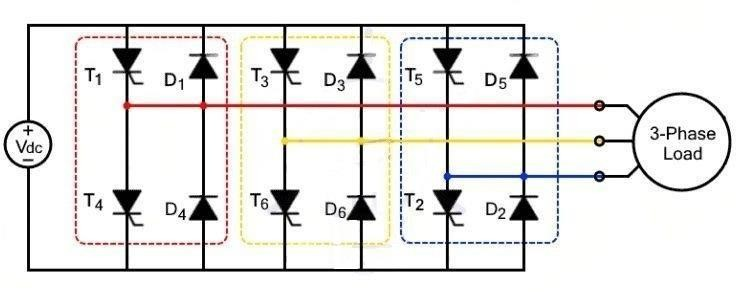 T1 D1 T3 D3 T5 D5
+
Vdc
−
3-Phase
Load
T4 D4 T6 D6 T2 D2